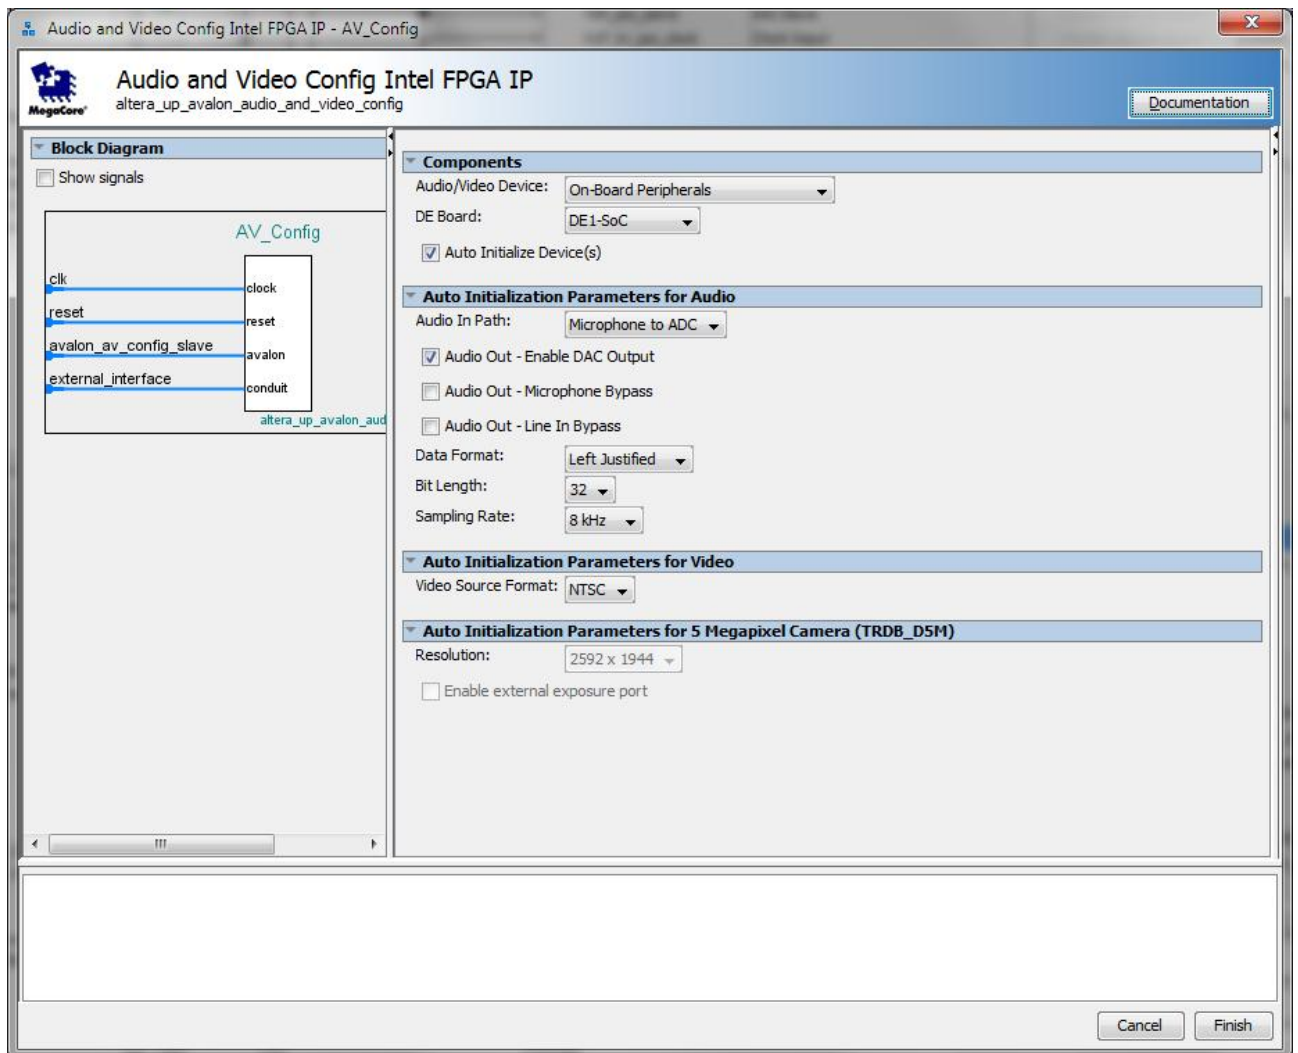 Audio and Video Config Intel FPGA IP - AV_Config
Audio and Video Config Intel FPGA IP
altera_up_avalon_audio_and_video_config
MegaCore®
Documentation
Block Diagram
Show signals
AV_Config
clk
clock
reset
reset
avalon_av_config_slave
avalon
external_interface
conduit
altera_up_avalon_aud
Components
Audio/Video Device: On-Board Peripherals
DE Board: DE1-SoC
Auto Initialize Device(s)
Auto Initialization Parameters for Audio
Audio In Path: Microphone to ADC
Audio Out - Enable DAC Output
Audio Out - Microphone Bypass
Audio Out - Line In Bypass
Data Format: Left Justified
Bit Length: 32
Sampling Rate: 8 kHz
Auto Initialization Parameters for Video
Video Source Format: NTSC
Auto Initialization Parameters for 5 Megapixel Camera (TRDB_D5M)
Resolution: 2592 x 1944
Enable external exposure port
Cancel Finish